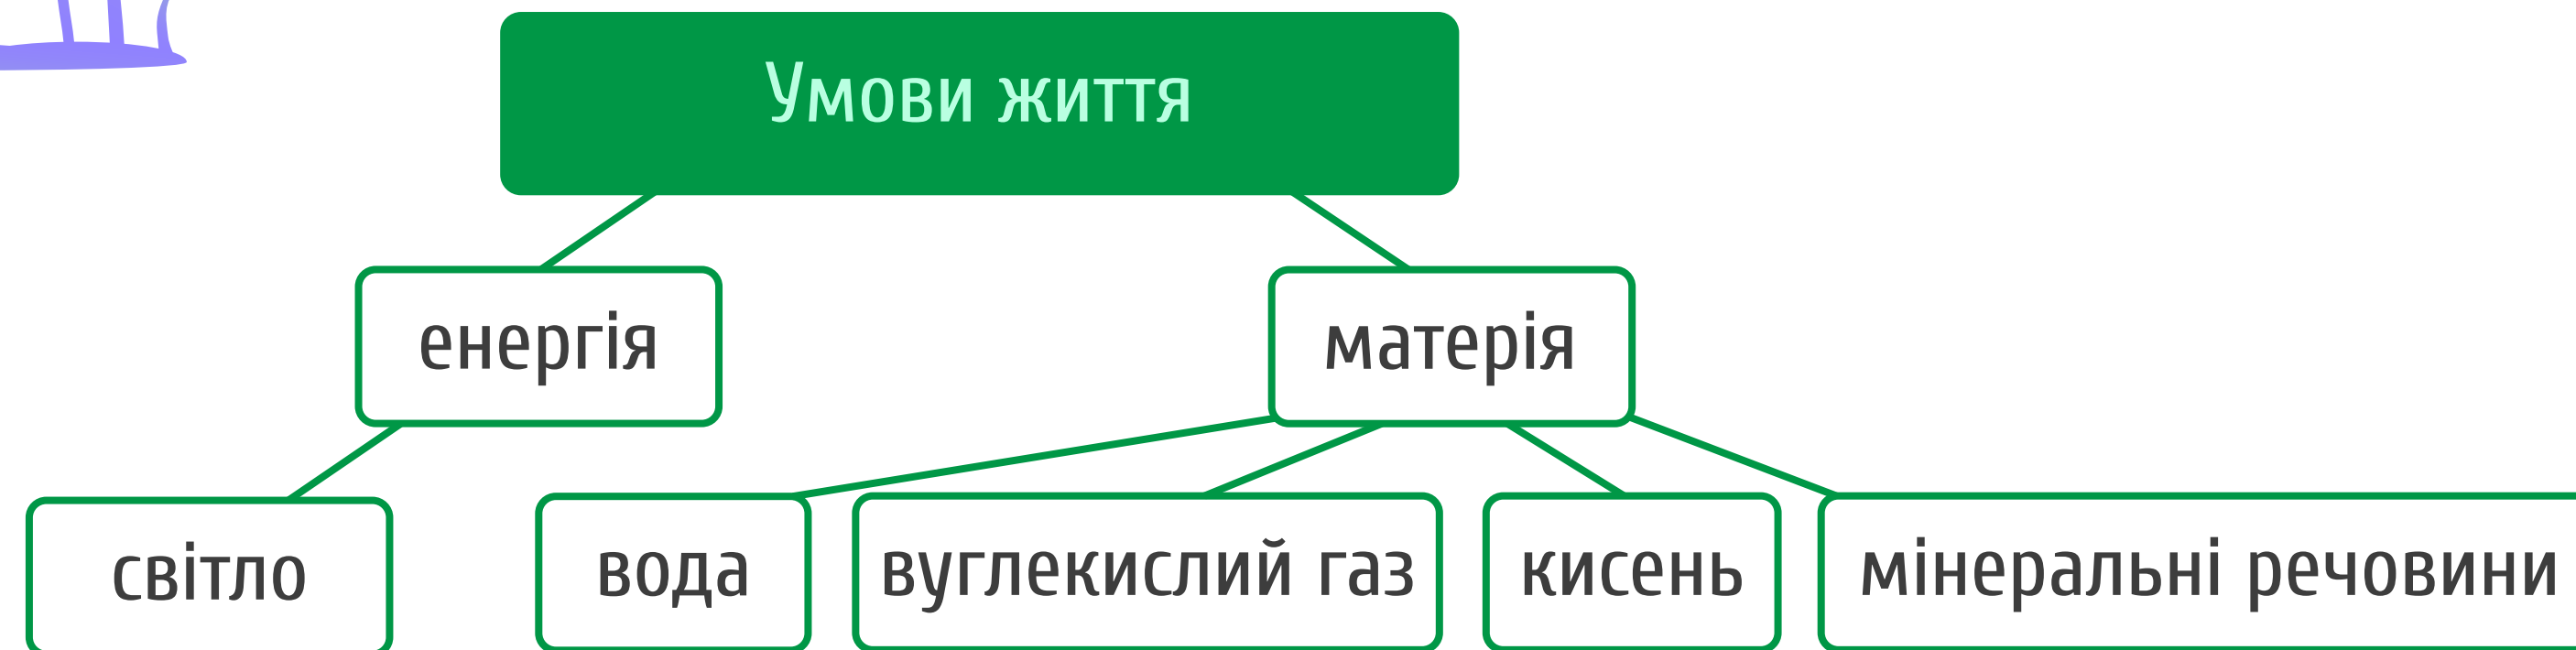 Умови життя
енергія
матерія
світло
вода
вуглекислий газ
кисень
мінеральні речовини